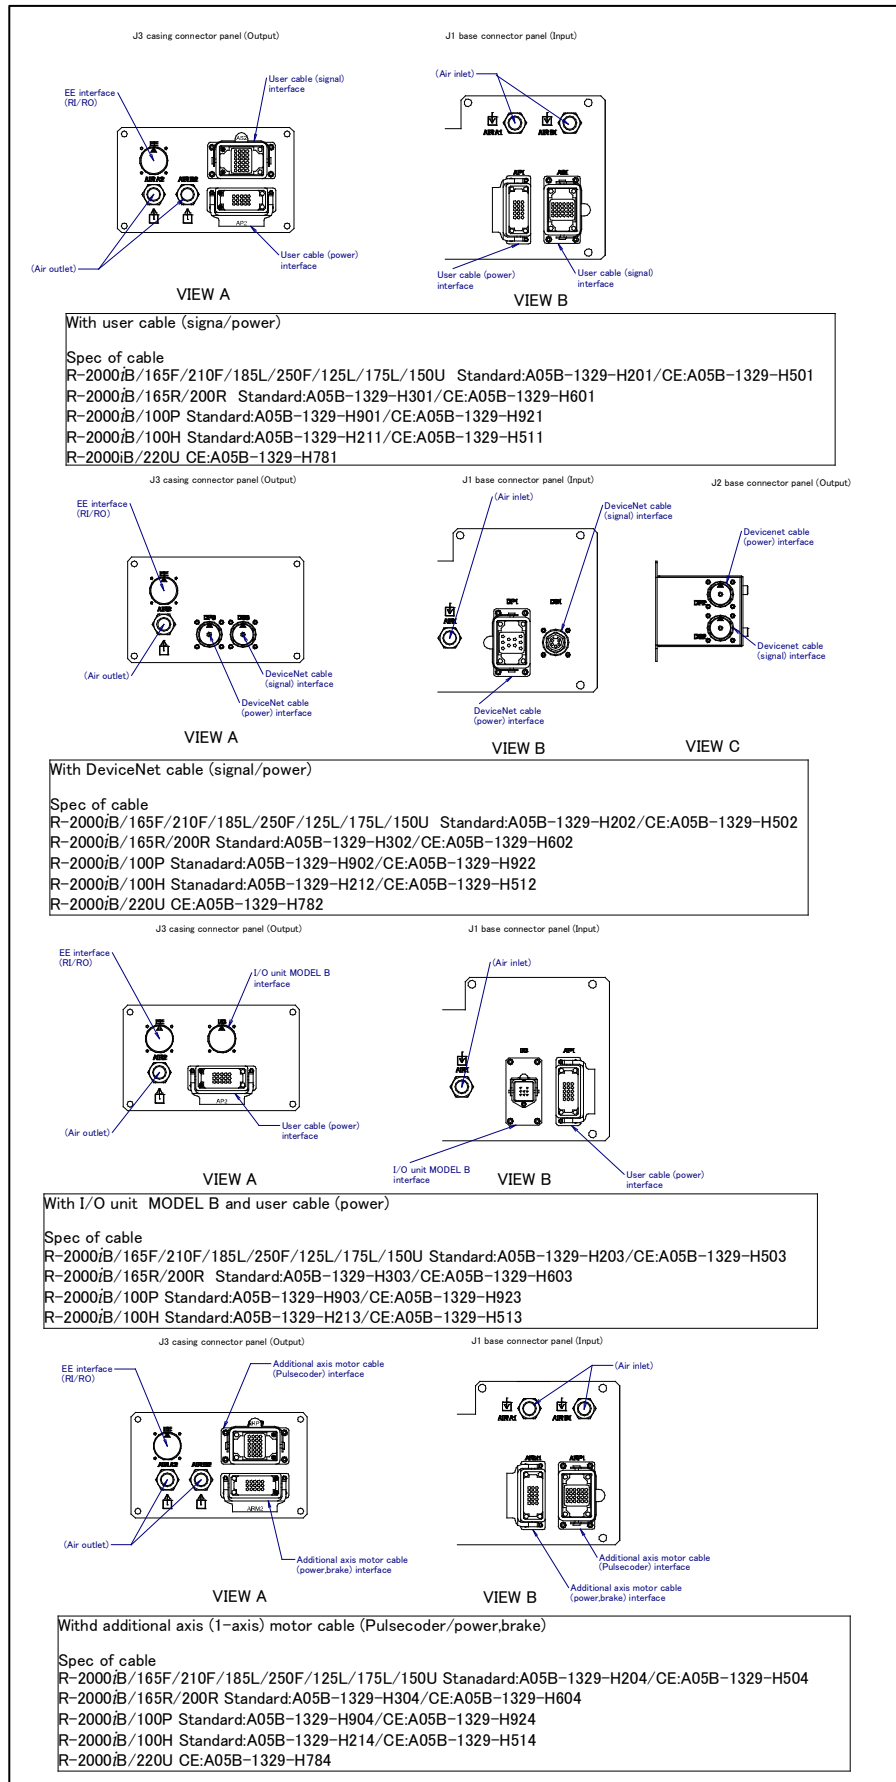 J3 casing connector panel (Output)
J1 base connector panel (Input)
EE interface
(RI/RO)
User cable (signal)
interface
(Air outlet)
User cable (power)
interface
AS2
AIRA2
AIRB2
AP2
VIEW A
(Air inlet)
AIRA1
AP1
User cable (power)
interface
User cable (signal)
interface
VIEW B
With user cable (signa/power)
Spec of cable
R-2000iB/165F/210F/185L/250F/125L/175L/150U Standard:A05B-1329-H201/CE:A05B-1329-H501
R-2000iB/165R/200R Standard:A05B-1329-H301/CE:A05B-1329-H601
R-2000iB/100P Standard:A05B-1329-H901/CE:A05B-1329-H921
R-2000iB/100H Standard:A05B-1329-H211/CE:A05B-1329-H511
R-2000iB/220U CE:A05B-1329-H781
J3 casing connector panel (Output)
J1 base connector panel (Input)
J2 base connector panel (Output)
EE interface
(RI/RO)
(Air outlet)
DeviceNet cable
(signal) interface
DeviceNet cable
(power) interface
VIEW A
(Air inlet)
DeviceNet cable
(signal) interface
DeviceNet cable
(power) interface
VIEW B
Devicenet cable
(power) interface
Devicenet cable
(signal) interface
VIEW C
With DeviceNet cable (signal/power)
Spec of cable
R-2000iB/165F/210F/185L/250F/125L/175L/150U Standard:A05B-1329-H202/CE:A05B-1329-H502
R-2000iB/165R/200R Standard:A05B-1329-H302/CE:A05B-1329-H602
R-2000iB/100P Stanadard:A05B-1329-H902/CE:A05B-1329-H922
R-2000iB/100H Stanadard:A05B-1329-H212/CE:A05B-1329-H512
R-2000iB/220U CE:A05B-1329-H782
J3 casing connector panel (Output)
J1 base connector panel (Input)
EE interface
(RI/RO)
I/O unit MODEL B
interface
AP2
(Air outlet)
User cable (power)
interface
VIEW A
(Air inlet)
AP1
I/O unit MODEL B
interface
User cable (power)
interface
VIEW B
With I/O unit MODEL B and user cable (power)
Spec of cable
R-2000iB/165F/210F/185L/250F/125L/175L/150U Standard:A05B-1329-H203/CE:A05B-1329-H503
R-2000iB/165R/200R Standard:A05B-1329-H303/CE:A05B-1329-H603
R-2000iB/100P Standard:A05B-1329-H903/CE:A05B-1329-H923
R-2000iB/100H Standard:A05B-1329-H213/CE:A05B-1329-H513
J3 casing connector panel (Output)
J1 base connector panel (Input)
EE interface
(RI/RO)
Additional axis motor cable
(Pulsecoder) interface
ARM2
(Air outlet)
Additional axis motor cable
(power,brake) interface
VIEW A
(Air inlet)
AIRA1
ARM1
ARP1
Additional axis motor cable
(Pulsecoder) interface
Additional axis motor cable
(power,brake) interface
VIEW B
Withd additional axis (1-axis) motor cable (Pulsecoder/power,brake)
Spec of cable
R-2000iB/165F/210F/185L/250F/125L/175L/150U Stanadard:A05B-1329-H204/CE:A05B-1329-H504
R-2000iB/165R/200R Standard:A05B-1329-H304/CE:A05B-1329-H604
R-2000iB/100P Standard:A05B-1329-H904/CE:A05B-1329-H924
R-2000iB/100H Standard:A05B-1329-H214/CE:A05B-1329-H514
R-2000iB/220U CE:A05B-1329-H784